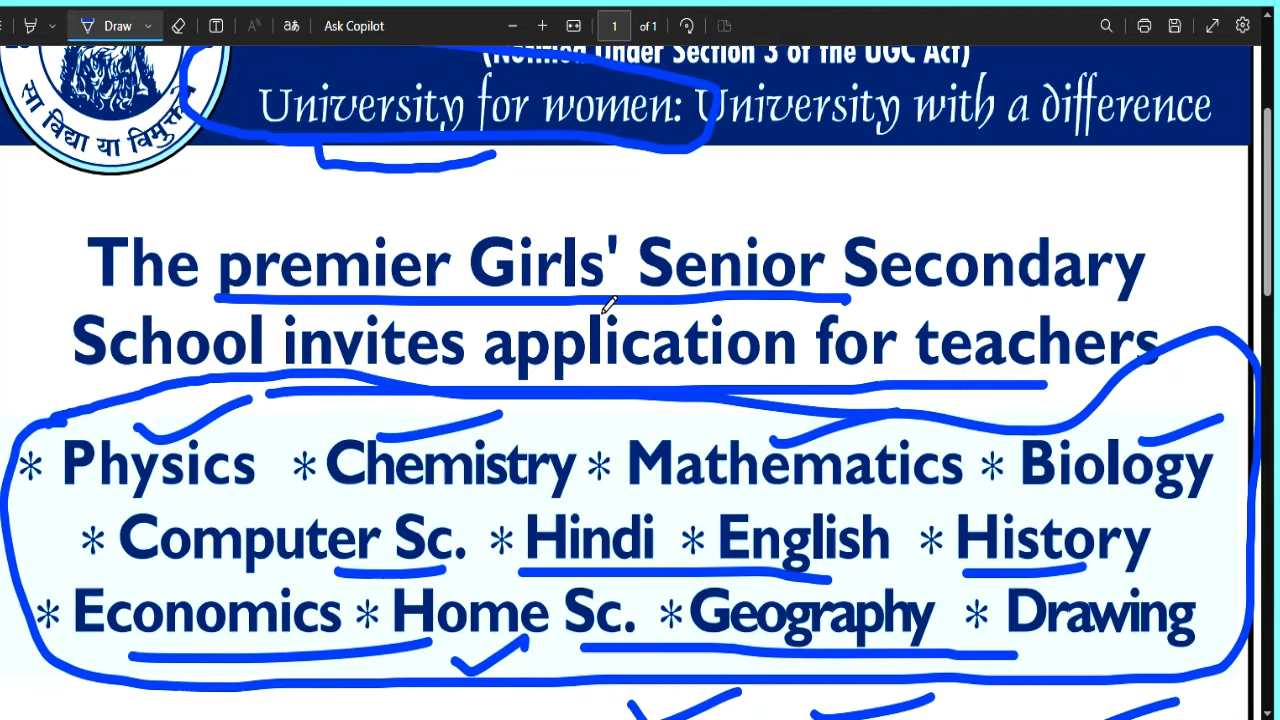 Draw
Ask Copilot
1 of 1
(Notified Under Section 3 of the UGC Act)
University for women: University with a difference
सा विद्या या विमुक्तये
The premier Girls' Senior Secondary
School invites application for teachers
* Physics * Chemistry * Mathematics * Biology
* Computer Sc. * Hindi * English * History
* Economics * Home Sc. * Geography * Drawing